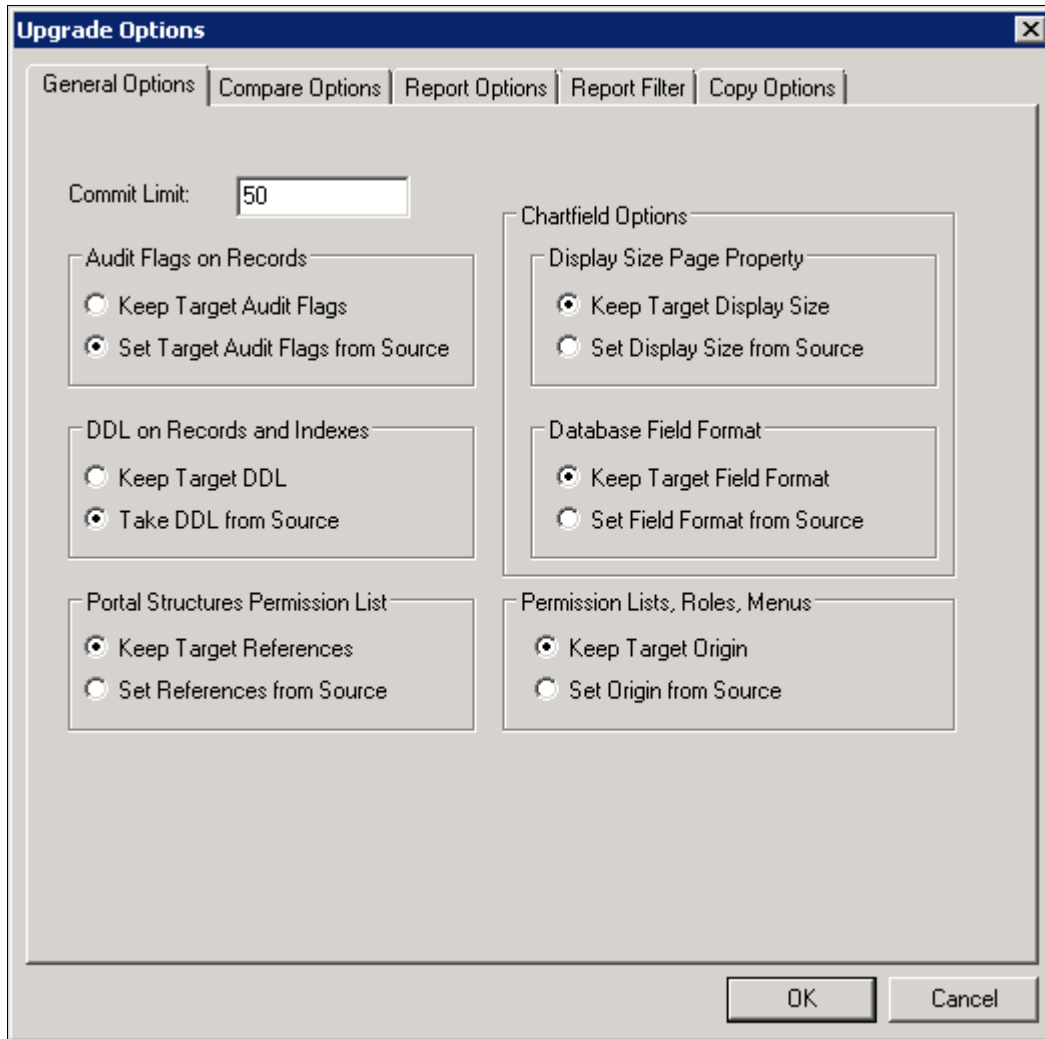 Upgrade Options
General Options
Compare Options
Report Options
Report Filter
Copy Options
Commit Limit:
50
Audit Flags on Records
Keep Target Audit Flags
Set Target Audit Flags from Source
DDL on Records and Indexes
Keep Target DDL
Take DDL from Source
Portal Structures Permission List
Keep Target References
Set References from Source
Chartfield Options
Display Size Page Property
Keep Target Display Size
Set Display Size from Source
Database Field Format
Keep Target Field Format
Set Field Format from Source
Permission Lists, Roles, Menus
Keep Target Origin
Set Origin from Source
OK
Cancel